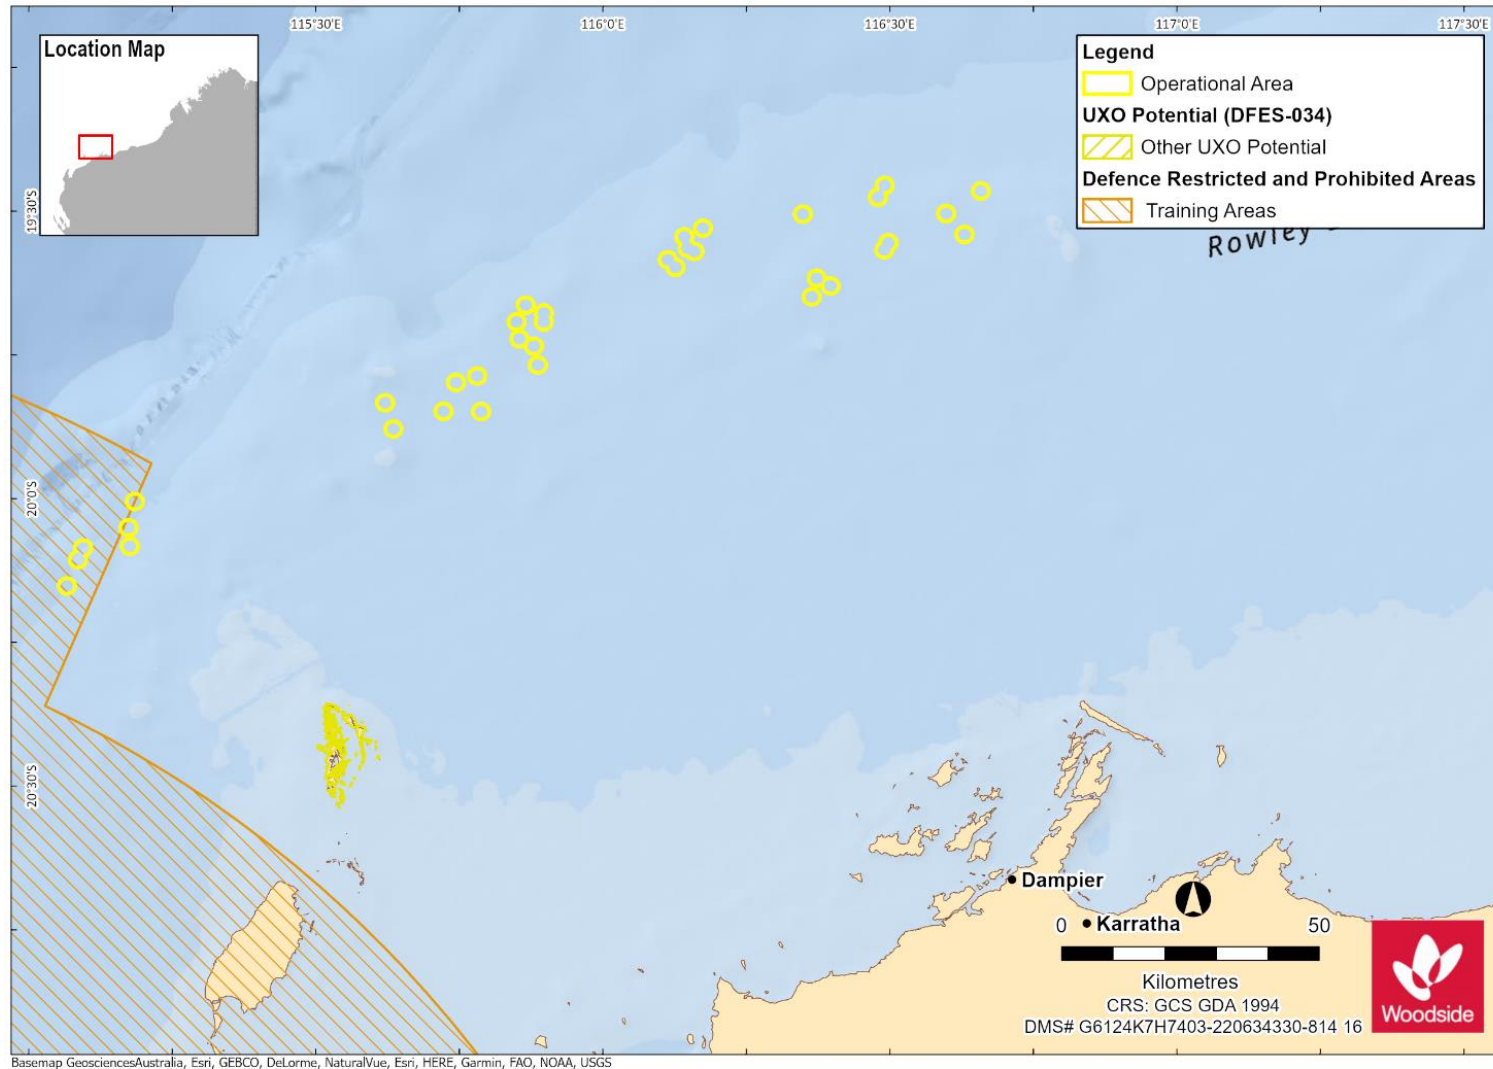 115°30'E 116°0'E 116°30'E 117°0'E 117°30'E
Location Map
Legend
Operational Area
UXO Potential (DFES-034)
Other UXO Potential
Defence Restricted and Prohibited Areas
Training Areas
19°30'S
Rowley
20°0'S
20°30'S
Dampier
Karratha
0 50
Kilometres
CRS: GCS GDA 1994
DMS# G6124K7H7403-220634330-814 16
Woodside
Basemap GeosciencesAustralia, Esri, GEBCO, DeLorme, NaturalVue, Esri, HERE, Garmin, FAO, NOAA, USGS